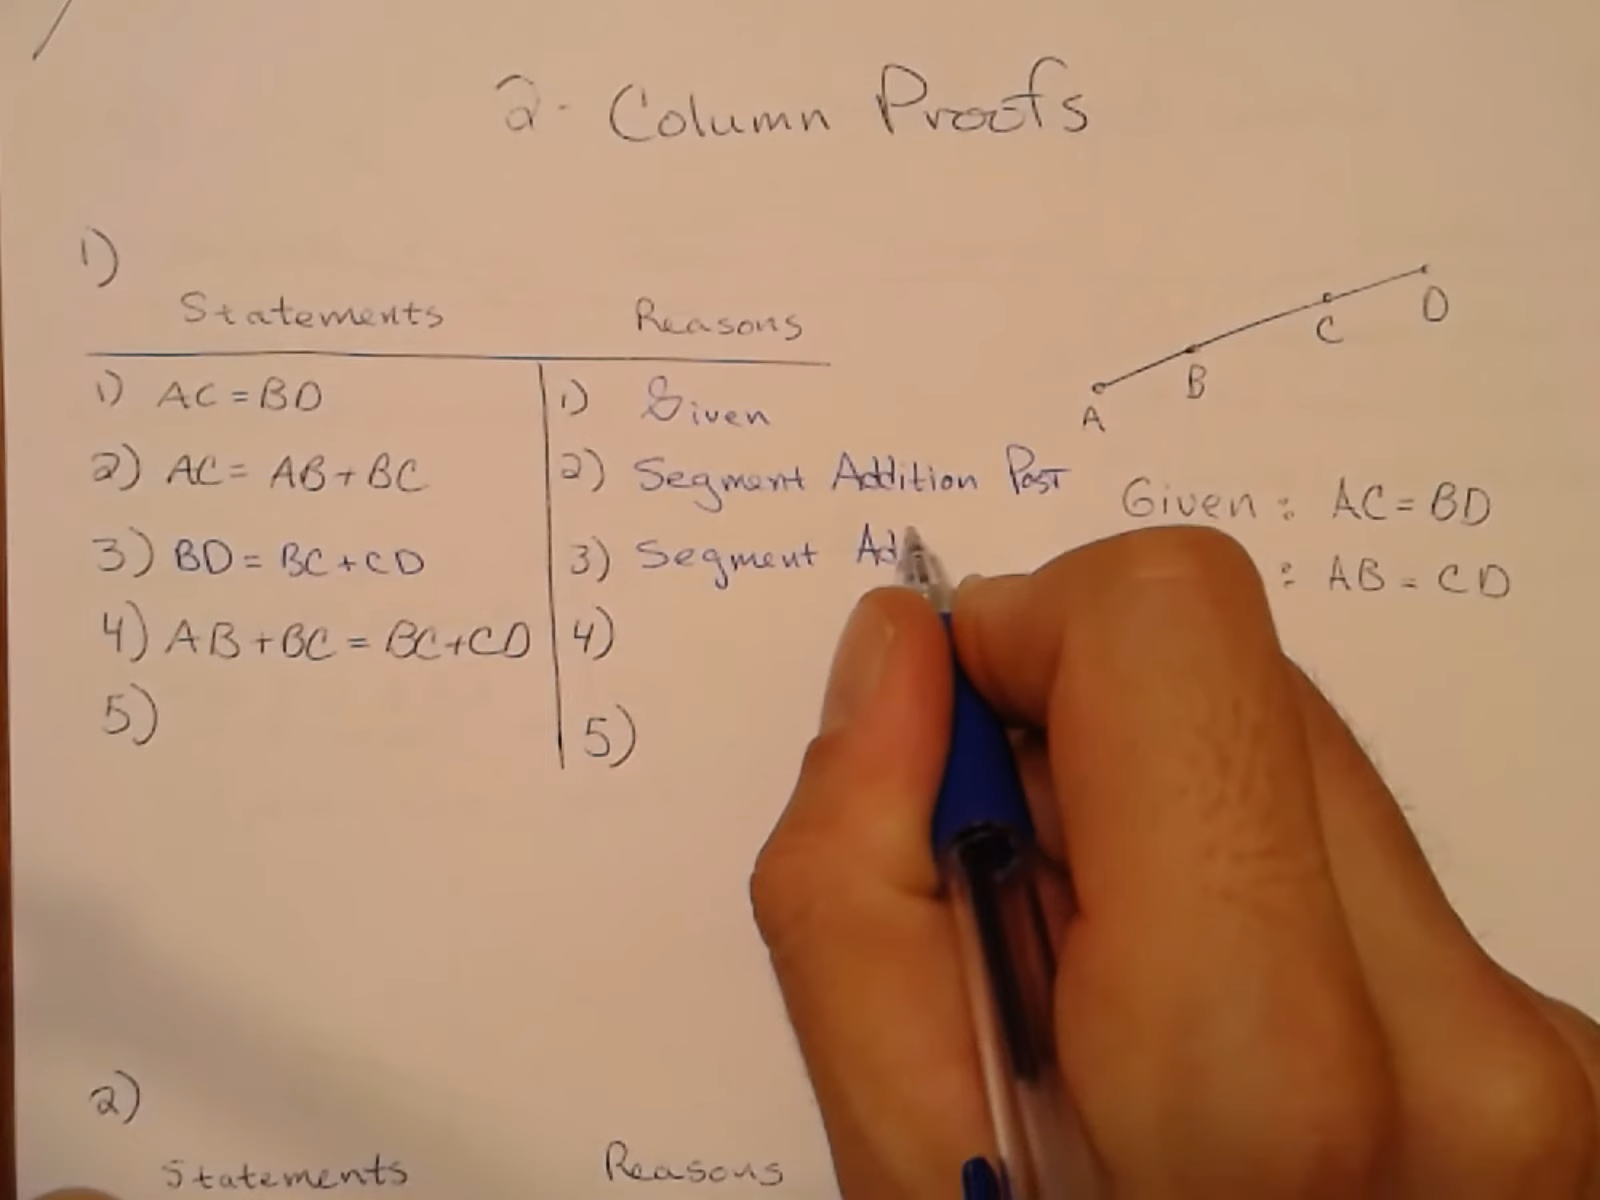 2- Column Proofs
1)
Statements Reasons
1) AC = BD 1) Given
2) AC = AB + BC 2) Segment Addition Post
3) BD = BC + CD 3) Segment Ad
4) AB + BC = BC + CD 4)
5) 5)
A B C D
Given : AC = BD
: AB = CD
2)
Statements Reasons